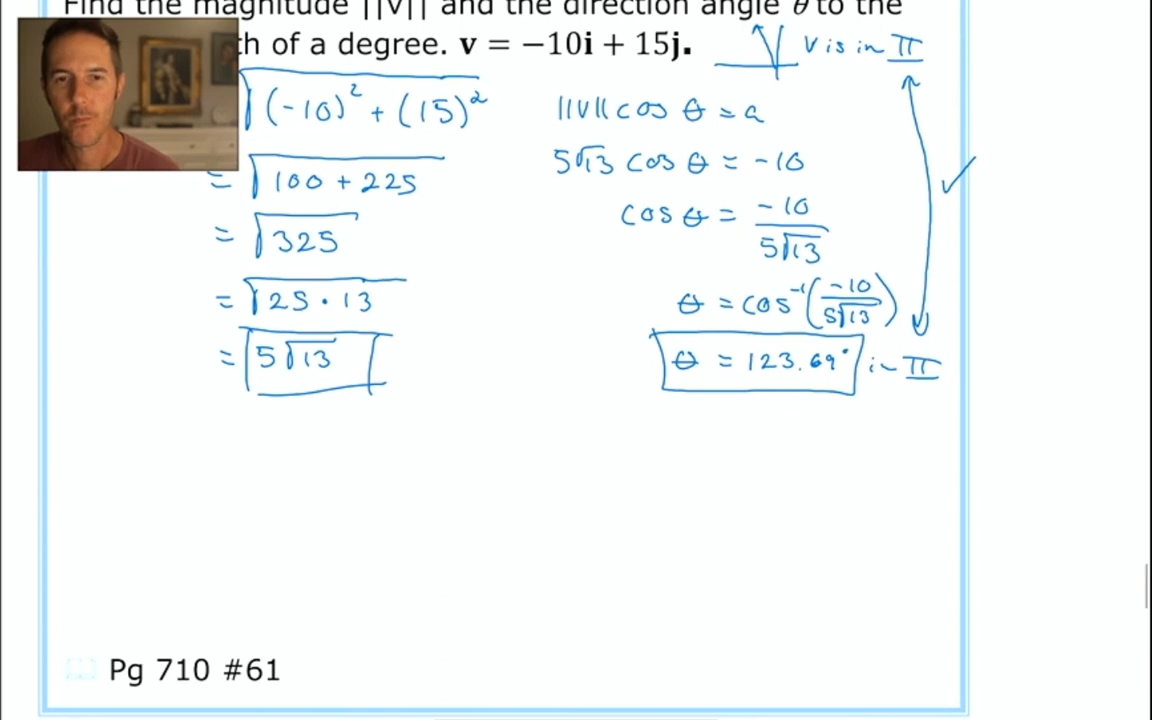 Find the magnitude ||v|| and the direction angle θ to the
th of a degree. v = −10i + 15j.
V is in II
√(-10)² + (15)²
= √100 + 225
= √325
= √25 · 13
= 5√13
||V|| cos θ = a
5√13 cos θ = -10
cos θ = -10/5√13
θ = cos⁻¹(-10/5√13)
θ = 123.69° in II
✓
Pg 710 #61